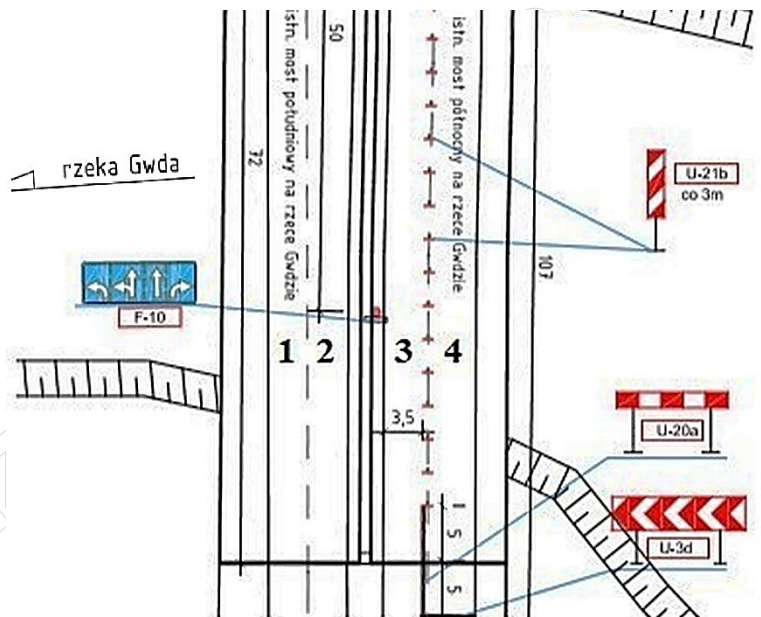 istn. most południowy na rzece Gwdzie
50
istn. most północny na rzece Gwdzie
72
rzeka Gwda
U-21b
co 3m
107
F-10
1 2 3 4
3,5
U-20a
5
U-3d
5